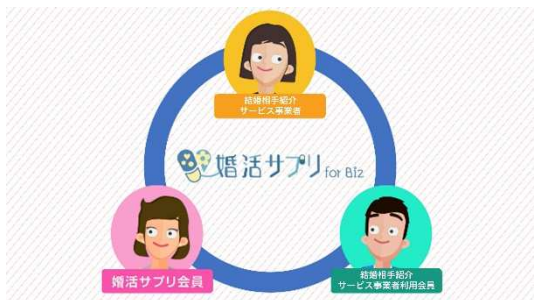 結婚相手紹介
サービス事業者
婚活サプリ for Biz
婚活サプリ会員
結婚相手紹介
サービス事業者利用会員